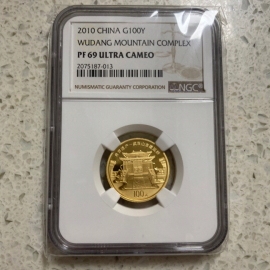 2010 CHINA G100Y
WUDANG MOUNTAIN COMPLEX
PF 69 ULTRA CAMEO
2075187-013
NUMISMATIC GUARANTY CORPORATION
NGC
100